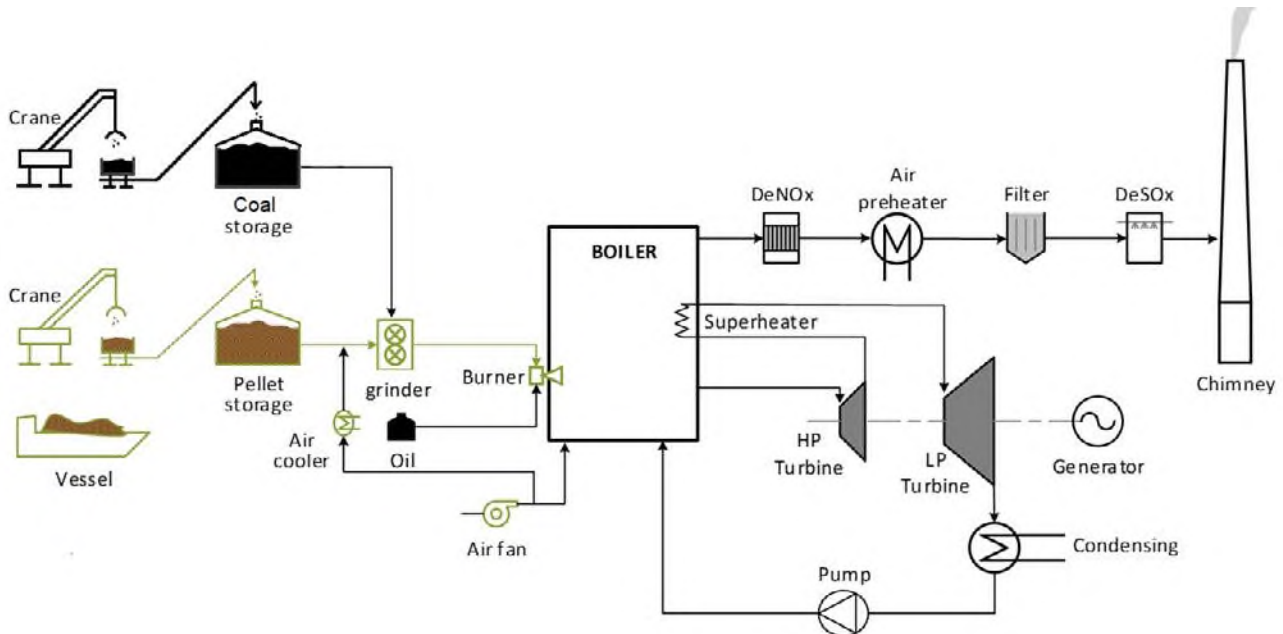 Crane
Coal
storage
DeNOx
Air
preheater
Filter
DeSOx
BOILER
Crane
Superheater
Pellet
storage
grinder
Burner
Chimney
Air
cooler
Oil
HP
Turbine
LP
Turbine
Generator
Vessel
Air fan
Condensing
Pump